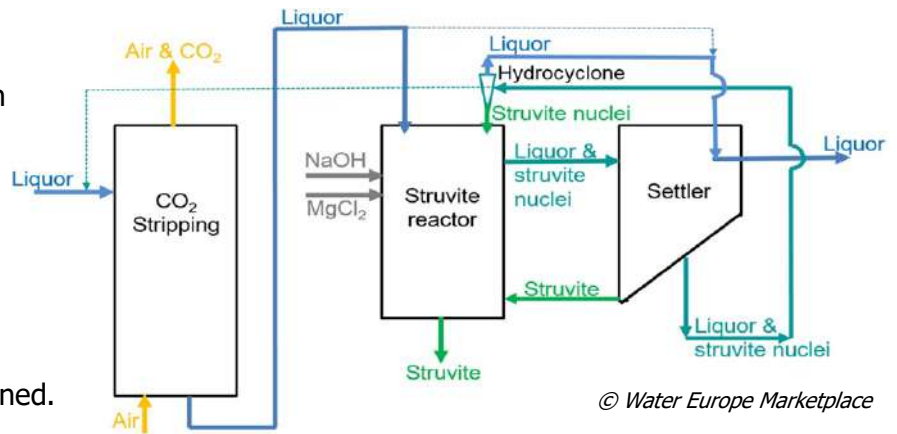 Liquor
Air & CO₂
Liquor
Hydrocyclone
n
Struvite nuclei
NaOH
MgCl₂
Liquor &
struvite
nuclei
Liquor
Liquor
CO₂
Stripping
Struvite
reactor
Settler
Struvite
Liquor &
struvite nuclei
Struvite
ned.
Air
© Water Europe Marketplace